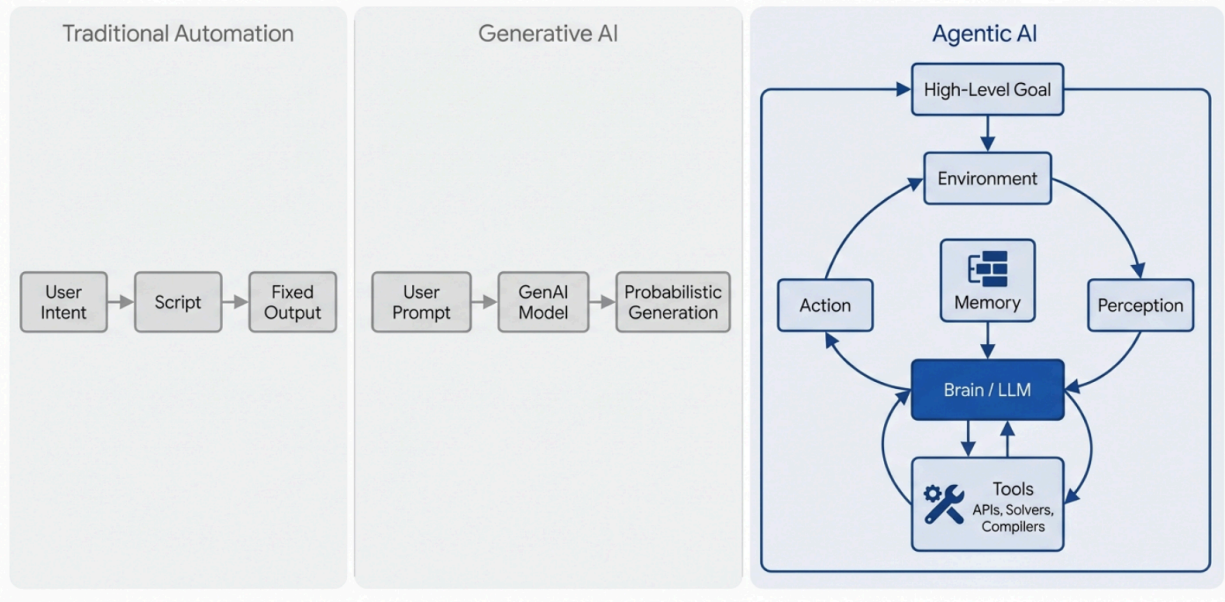 Traditional Automation
User
Intent
Script
Fixed
Output
Generative AI
User
Prompt
GenAI
Model
Probabilistic
Generation
Agentic AI
High-Level Goal
Environment
Action
Memory
Perception
Brain / LLM
Tools
APIs, Solvers,
Compllers